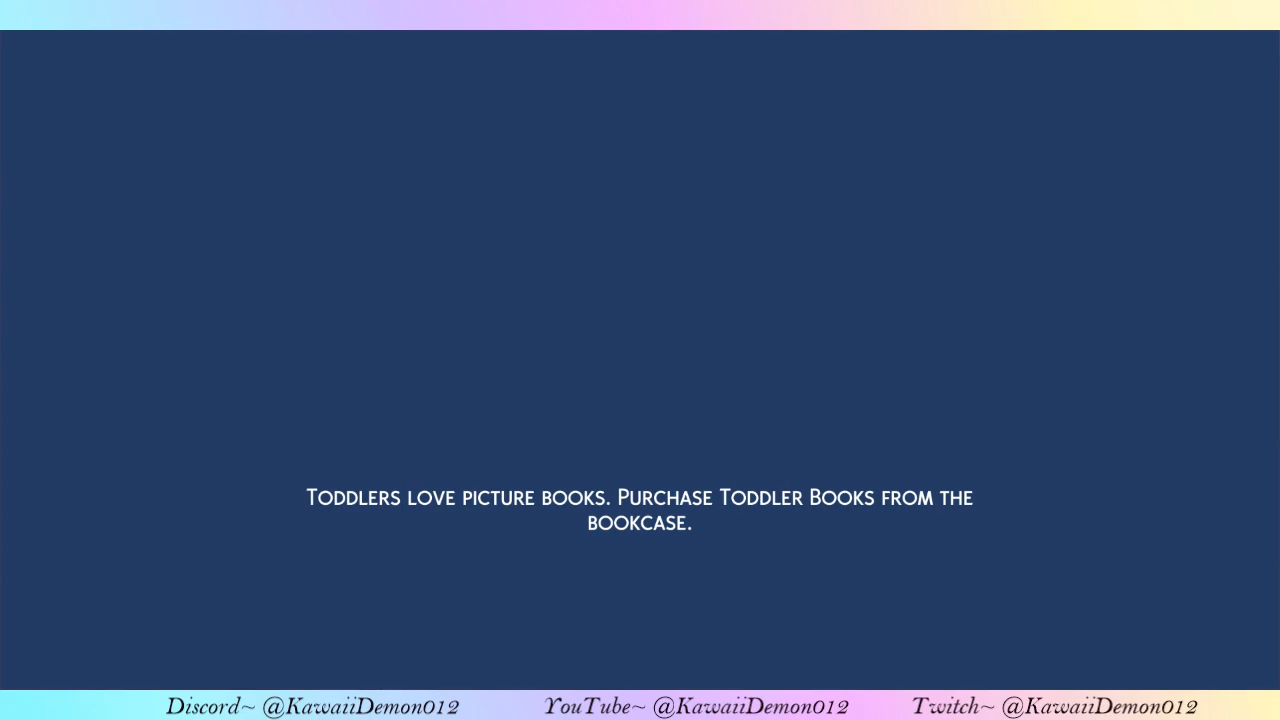 Toddlers love picture books. Purchase Toddler Books from the
bookcase.
Discord~ @KawaiiDemon012 YouTube~ @KawaiiDemon012 Twitch~ @KawaiiDemon012